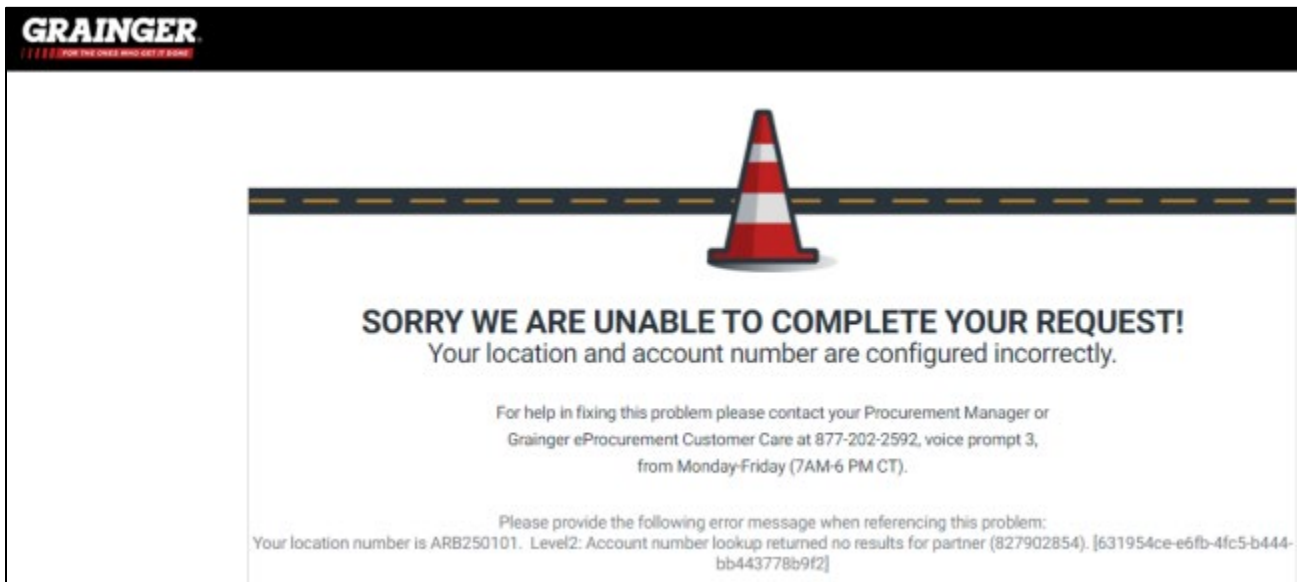 GRAINGER®
FOR THE ONES WHO GET IT DONE
SORRY WE ARE UNABLE TO COMPLETE YOUR REQUEST!
Your location and account number are configured incorrectly.
For help in fixing this problem please contact your Procurement Manager or
Grainger eProcurement Customer Care at 877-202-2592, voice prompt 3,
from Monday-Friday (7AM-6 PM CT).
Please provide the following error message when referencing this problem:
Your location number is ARB250101. Level2: Account number lookup returned no results for partner (827902854). [631954ce-e6fb-4fc5-b444-
bb443778b9f2]